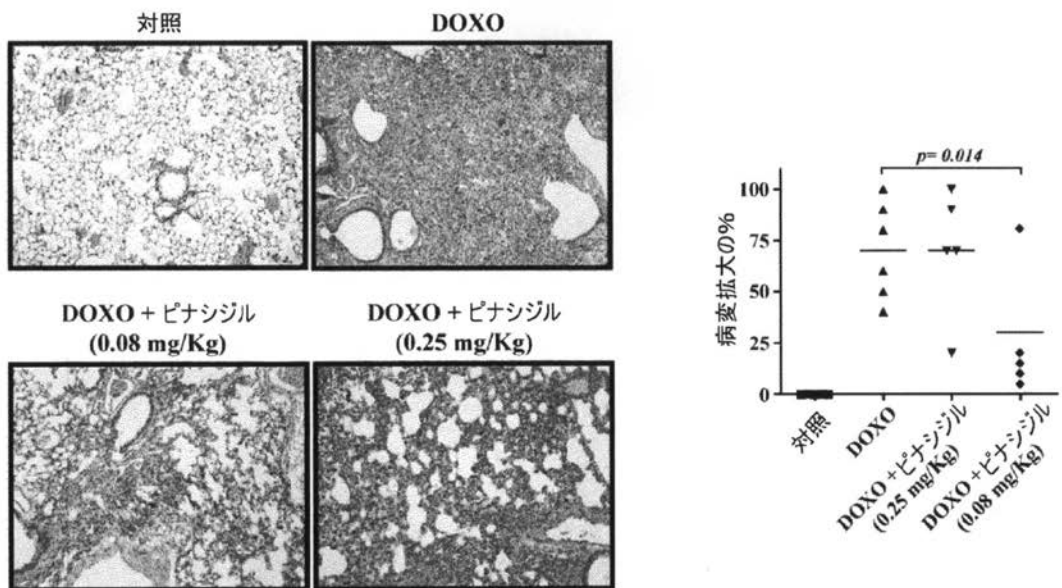 対照
DOXO
DOXO + ピナシジル
(0.08 mg/Kg)
DOXO + ピナシジル
(0.25 mg/Kg)
p= 0.014
100
75
50
25
0
病変拡大の%
対照
DOXO
DOXO +ピナシジル
(0.25 mg/Kg)
DOXO +ピナシジル
(0.08 mg/Kg)